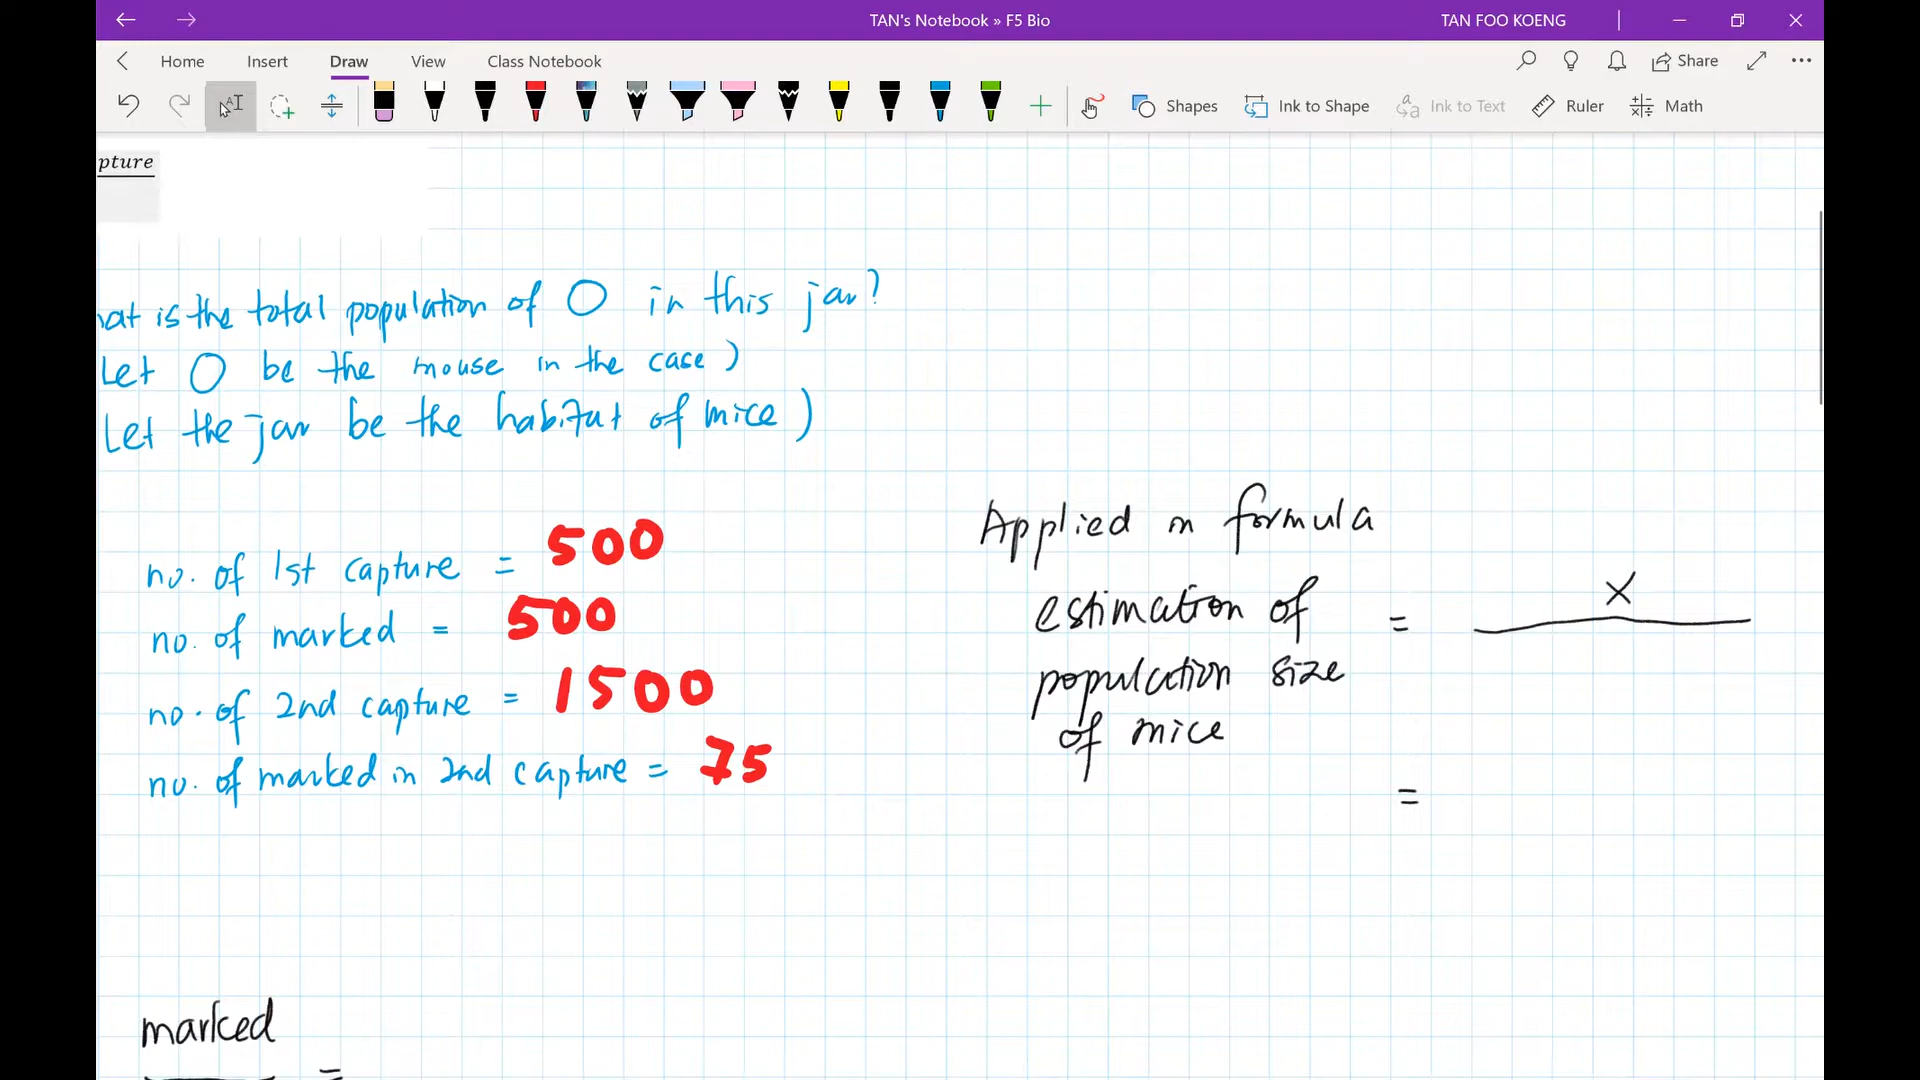 TAN's Notebook » F5 Bio
TAN FOO KOENG
Home Insert Draw View Class Notebook
Share
Shapes Ink to Shape Ink to Text Ruler Math
pture
hat is the total population of O in this jar?
Let O be the mouse in the case)
Let the jar be the habitat of mice)
no. of 1st capture = 500
no. of marked = 500
no. of 2nd capture = 1500
no. of marked in 2nd capture = 75
Applied in formula
estimation of
population size
of mice
= X
=
marked
=